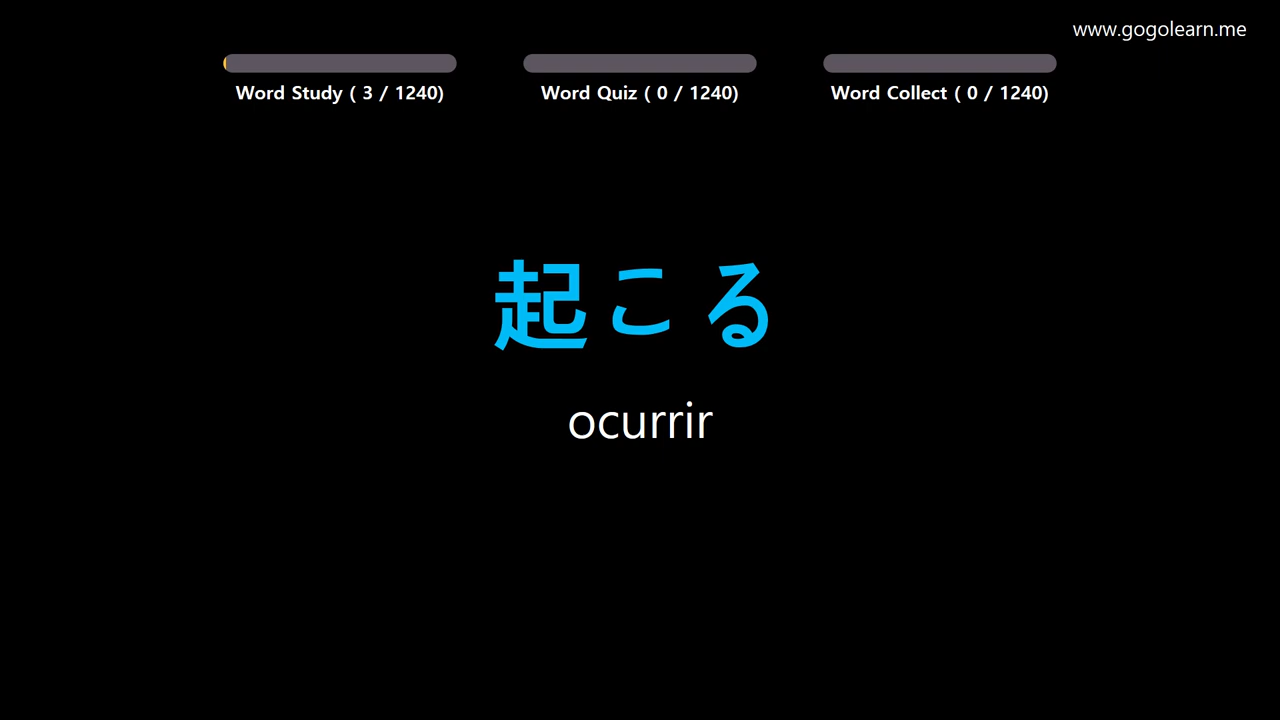 www.gogolearn.me
Word Study ( 3 / 1240)
Word Quiz ( 0 / 1240)
Word Collect ( 0 / 1240)
起こる
ocurrir